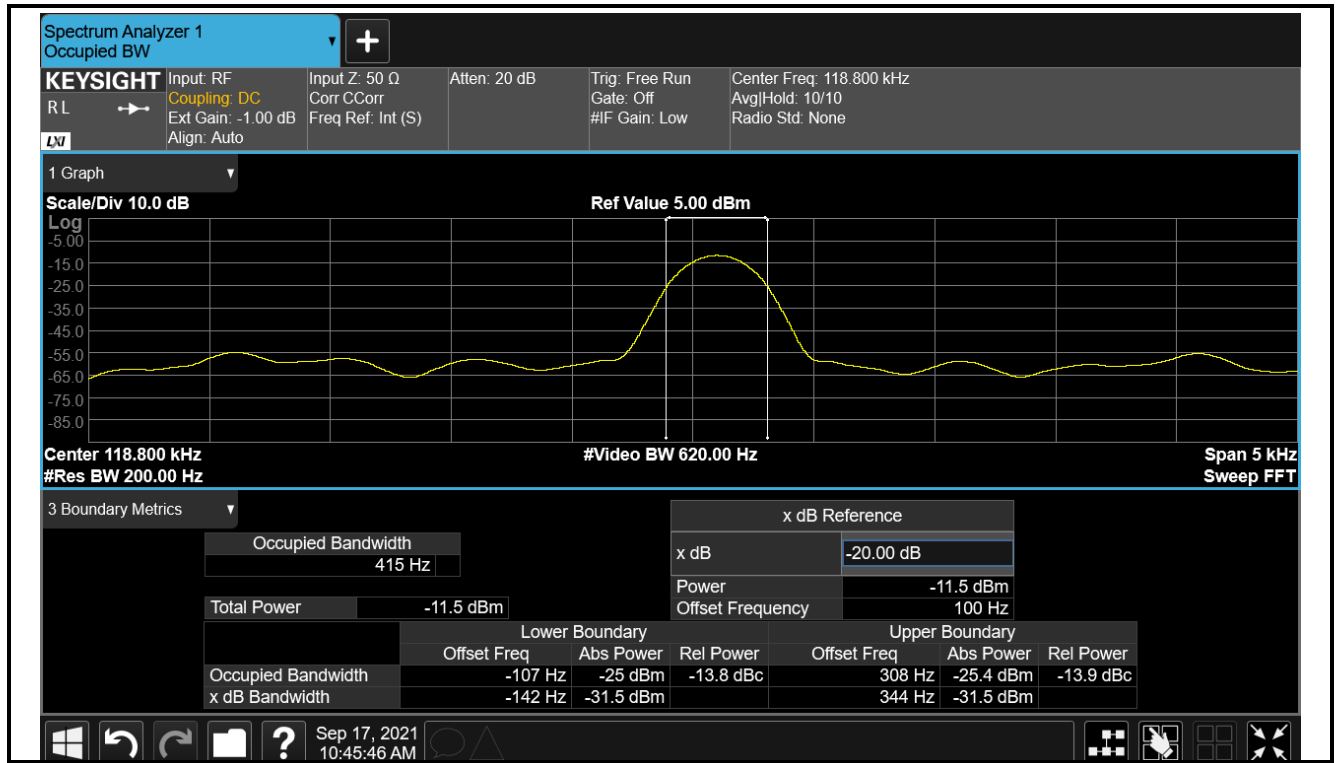 Spectrum Analyzer 1
Occupied BW
KEYSIGHT
R L
LXI
Input: RF
Coupling: DC
Ext Gain: -1.00 dB
Align: Auto
Input Z: 50 Ω
Corr CCorr
Freq Ref: Int (S)
Atten: 20 dB
Trig: Free Run
Gate: Off
#IF Gain: Low
Center Freq: 118.800 kHz
Avg|Hold: 10/10
Radio Std: None
1 Graph
Scale/Div 10.0 dB
Ref Value 5.00 dBm
Log
-5.00
-15.0
-25.0
-35.0
-45.0
-55.0
-65.0
-75.0
-85.0
Center 118.800 kHz
#Video BW 620.00 Hz
Span 5 kHz
#Res BW 200.00 Hz
Sweep FFT
3 Boundary Metrics
Occupied Bandwidth
415 Hz
Total Power -11.5 dBm
x dB Reference
x dB -20.00 dB
Power -11.5 dBm
Offset Frequency 100 Hz
Lower Boundary Upper Boundary
Offset Freq Abs Power Rel Power Offset Freq Abs Power Rel Power
Occupied Bandwidth -107 Hz -25 dBm -13.8 dBc 308 Hz -25.4 dBm -13.9 dBc
x dB Bandwidth -142 Hz -31.5 dBm 344 Hz -31.5 dBm
?
Sep 17, 2021
10:45:46 AM